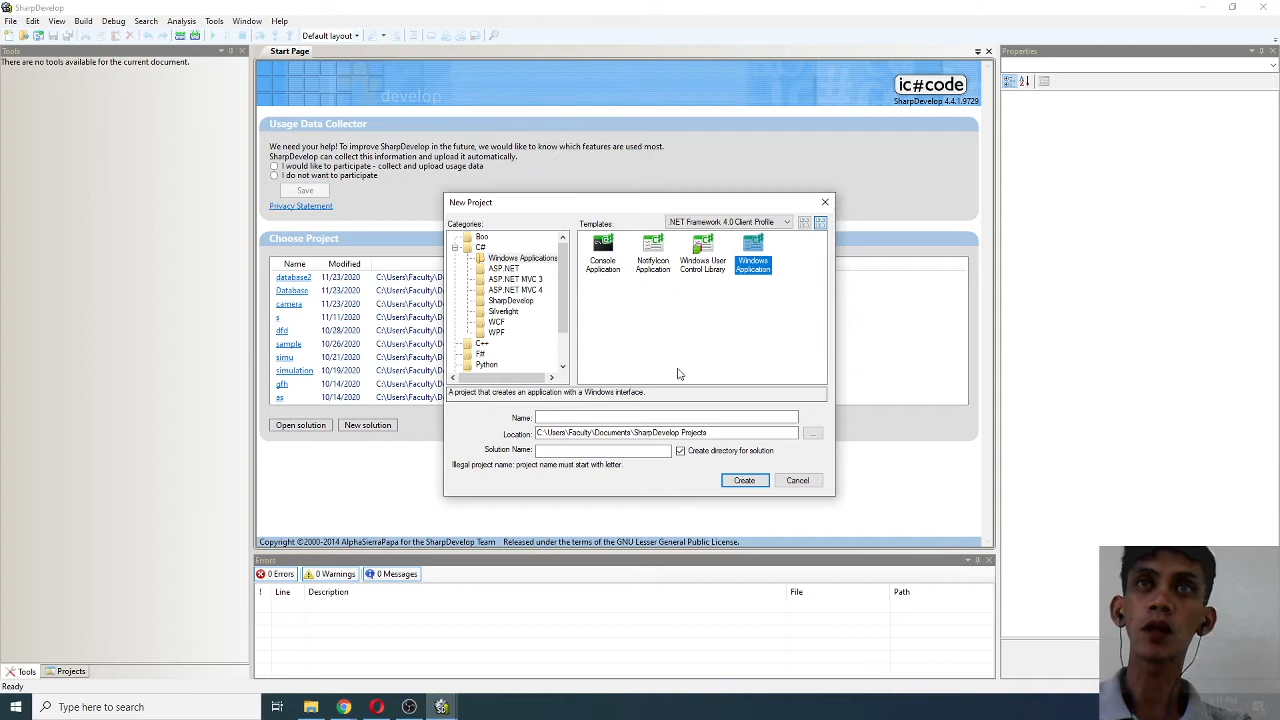 SharpDevelop
File Edit View Build Debug Search Analysis Tools Window Help
Default layout
Tools
There are no tools available for the current document.
Start Page
Properties
ic#code
develop
SharpDevelop 4.4.1.9729
Usage Data Collector
We need your help! To improve SharpDevelop in the future, we would like to know which features are used most.
SharpDevelop can collect this information and upload it automatically.
I would like to participate - collect and upload usage data
I do not want to participate
Save
Privacy Statement
Choose Project
Name Modified
database2 11/23/2020 C:\Users\Faculty\Docum
Database 11/23/2020 C:\Users\Faculty\Docum
camera 11/23/2020 C:\Users\Faculty\Docum
s 11/11/2020 C:\Users\Faculty\Docum
dfd 10/28/2020 C:\Users\Faculty\Docum
sample 10/26/2020 C:\Users\Faculty\Docum
simu 10/21/2020 C:\Users\Faculty\Docum
simulation 10/19/2020 C:\Users\Faculty\Docum
gfh 10/14/2020 C:\Users\Faculty\Docum
as 10/14/2020 C:\Users\Faculty\Docum
Open solution New solution
New Project
Categories:
Boo
C#
Windows Applications
ASP.NET
ASP.NET MVC 3
ASP.NET MVC 4
SharpDevelop
Silverlight
WCF
WPF
C++
F#
Python
Templates:
.NET Framework 4.0 Client Profile
Console Application
NotifyIcon Application
Windows User Control Library
Windows Application
A project that creates an application with a Windows interface.
Name:
Location: C:\Users\Faculty\Documents\SharpDevelop Projects
...
Solution Name:
Create directory for solution
Illegal project name: project name must start with letter.
Create Cancel
Copyright ©2000-2014 AlphaSierraPapa for the SharpDevelop Team Released under the terms of the GNU Lesser General Public License.
Errors
0 Errors 0 Warnings 0 Messages
! Line Description File Path
Tools Projects
Ready
Type here to search